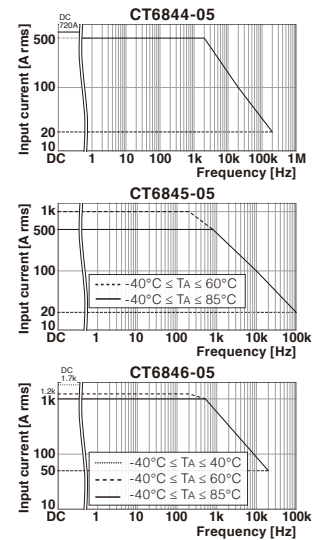 CT6844-05
DC
720A
Input current [A rms]
500
100
20
10
DC 1 10 100 1k 10k 100k 1M
Frequency [Hz]
CT6845-05
Input current [A rms]
1k
500
100
20
10
-40°C ≤ TA ≤ 60°C
-40°C ≤ TA ≤ 85°C
DC 1 10 100 1k 10k 100k
Frequency [Hz]
CT6846-05
DC
1.7k
Input current [A rms]
1.2k
1k
100
50
10
-40°C ≤ TA ≤ 40°C
-40°C ≤ TA ≤ 60°C
-40°C ≤ TA ≤ 85°C
DC 1 10 100 1k 10k 100k
Frequency [Hz]